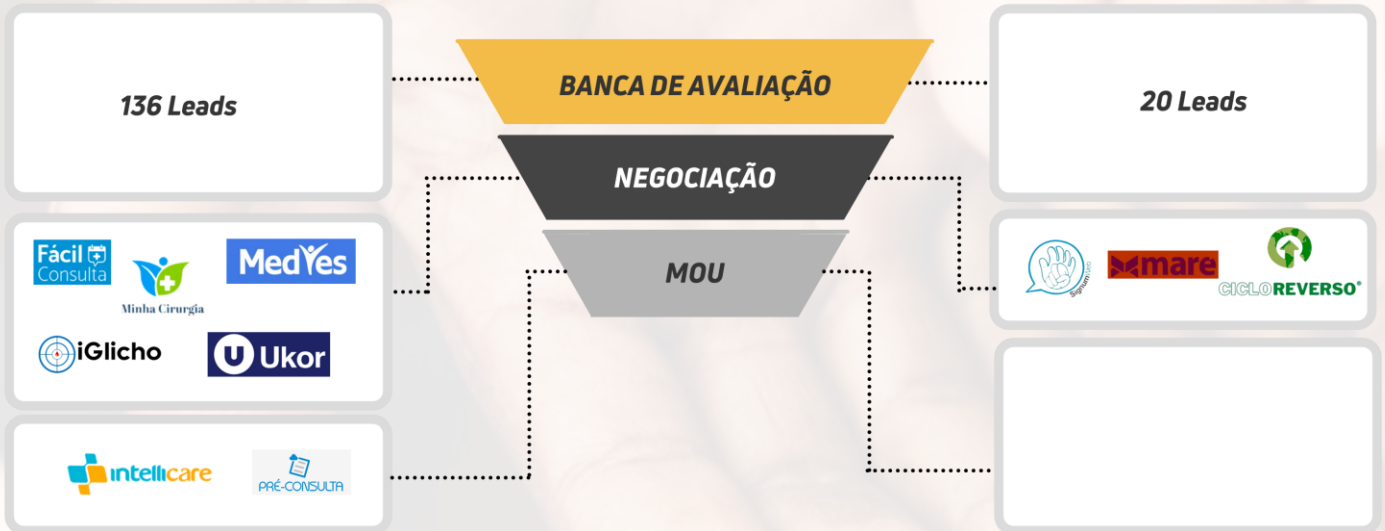 136 Leads
BANCA DE AVALIAÇÃO
20 Leads
NEGOCIAÇÃO
MOU
Fácil
Consulta
Minha Cirurgia
MedYes
iGlicho
U Ukor
intellicare
PRÉ-CONSULTA
Signumweb
mare
CICLOREVERSO®